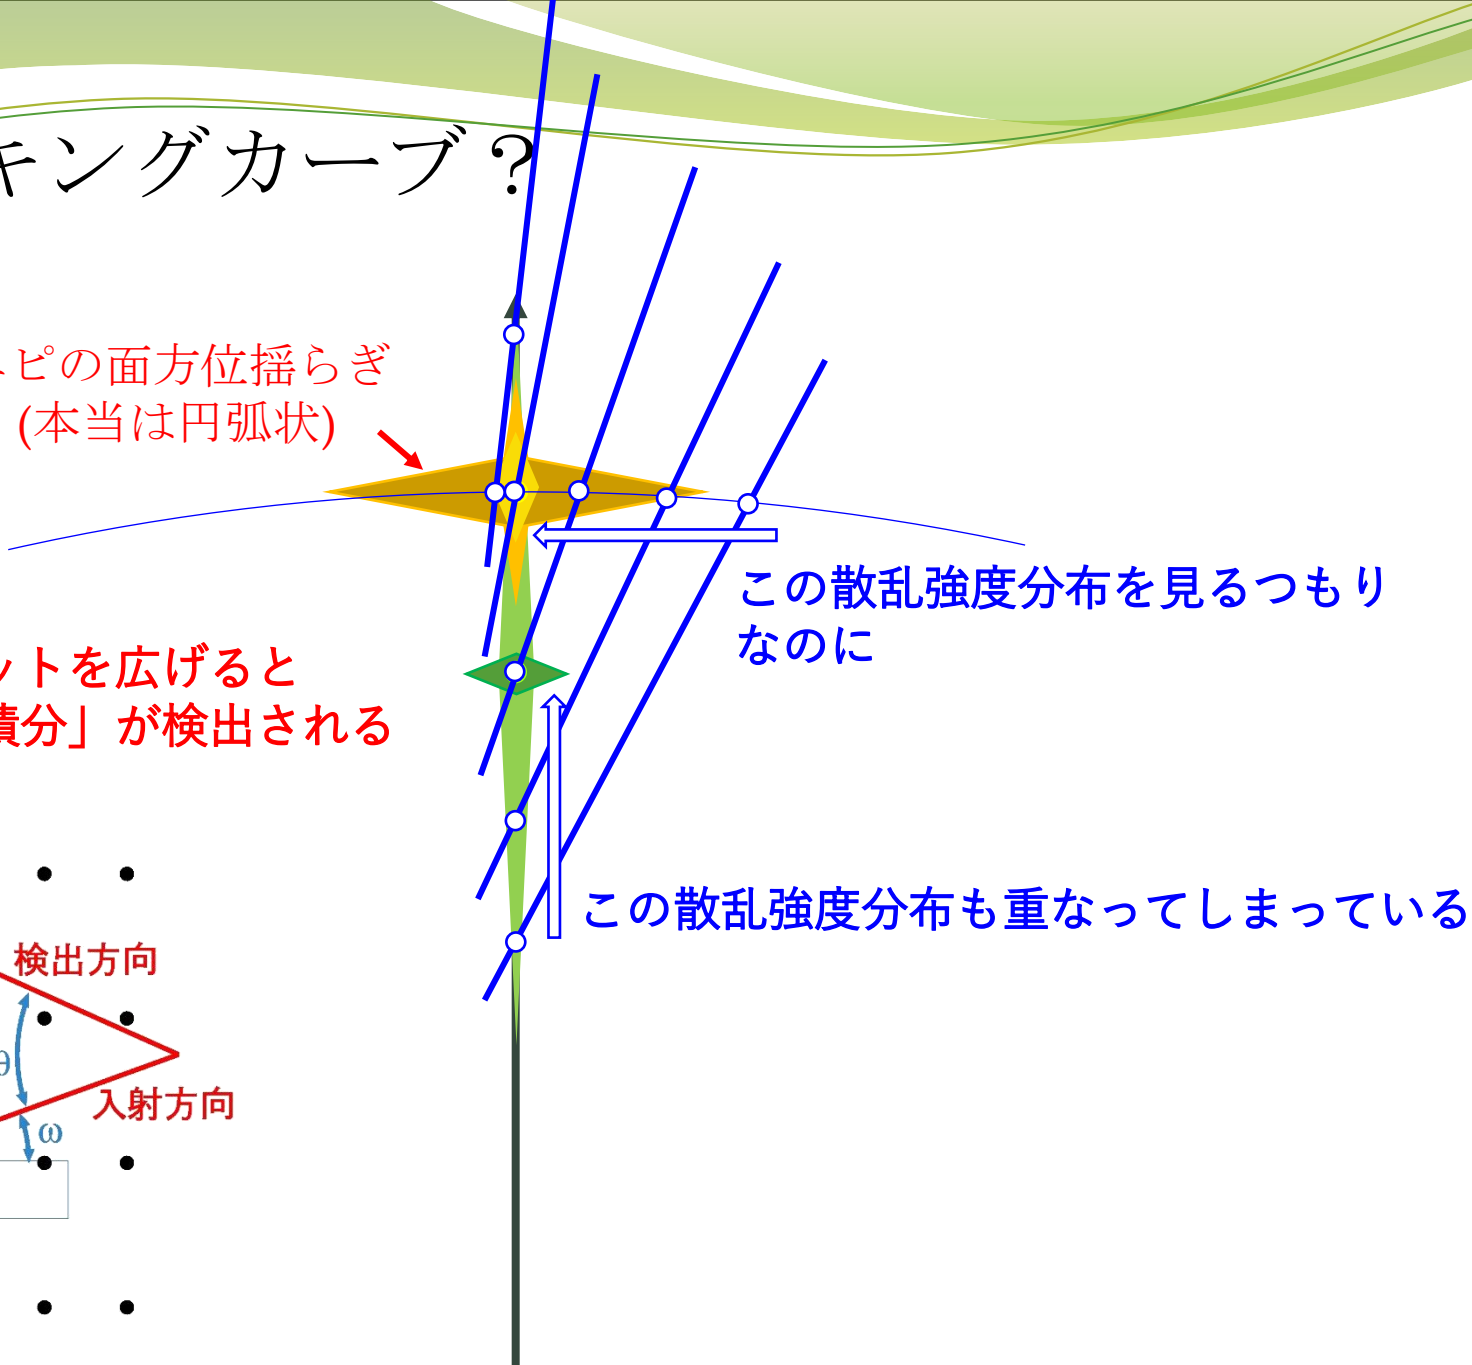 キングカーブ？
ピの面方位揺らぎ
(本当は円弧状)
この散乱強度分布を見るつもり
なのに
ットを広げると
積分」が検出される
この散乱強度分布も重なってしまっている
検出方向
θ
入射方向
ω